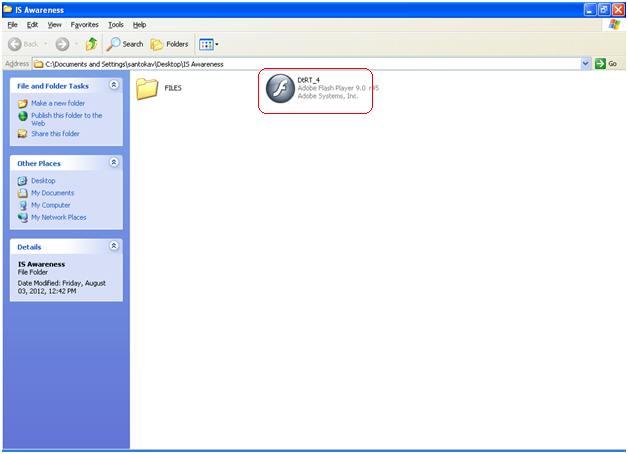 IS Awareness
File Edit View Favorites Tools Help
Back Search Folders
Address C:\Documents and Settings\santokav\Desktop\IS Awareness Go
File and Folder Tasks
Make a new folder
Publish this folder to the
Web
Share this folder
Other Places
Desktop
My Documents
My Computer
My Network Places
Details
IS Awareness
File Folder
Date Modified: Friday, August
03, 2012, 12:42 PM
FILES
DtRT_4
Adobe Flash Player 9.0 r45
Adobe Systems, Inc.